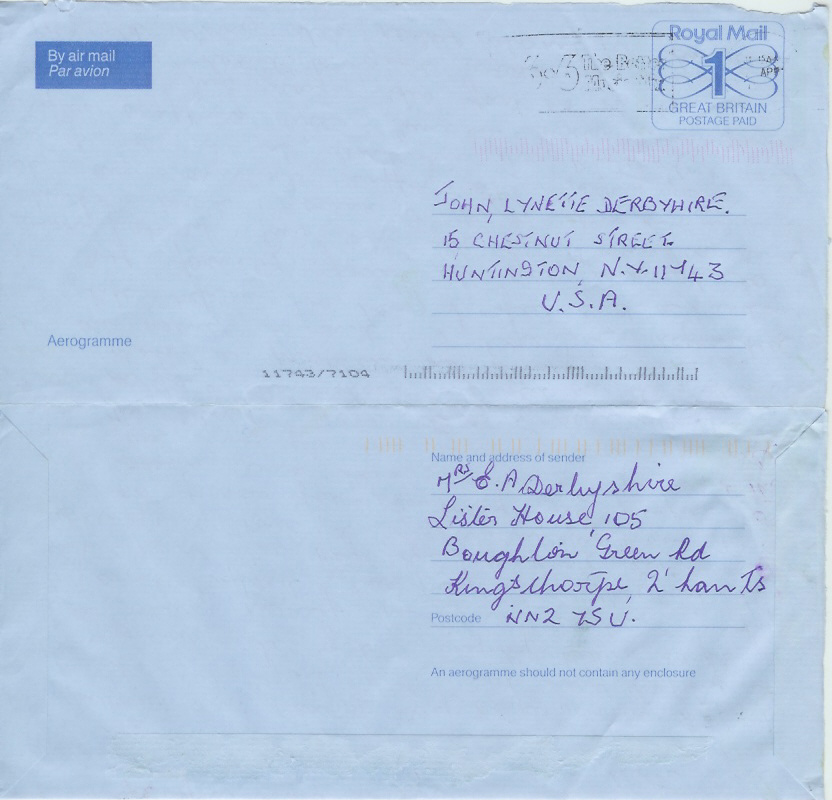 By air mail
Par avion
Royal Mail
1
GREAT BRITAIN
POSTAGE PAID
APR
JOHN, LYNETTE DERBYHIRE.
15 CHESTNUT STREET.
HUNTINGTON, N.Y. 11743
U.S.A.
Aerogramme
11743/7104
Name and address of sender
Mrs E.A Derbyshire
Lister House, 105
Boughton Green Rd
Kingsthorpe, N'hants
Postcode NN2 7SU.
An aerogramme should not contain any enclosure